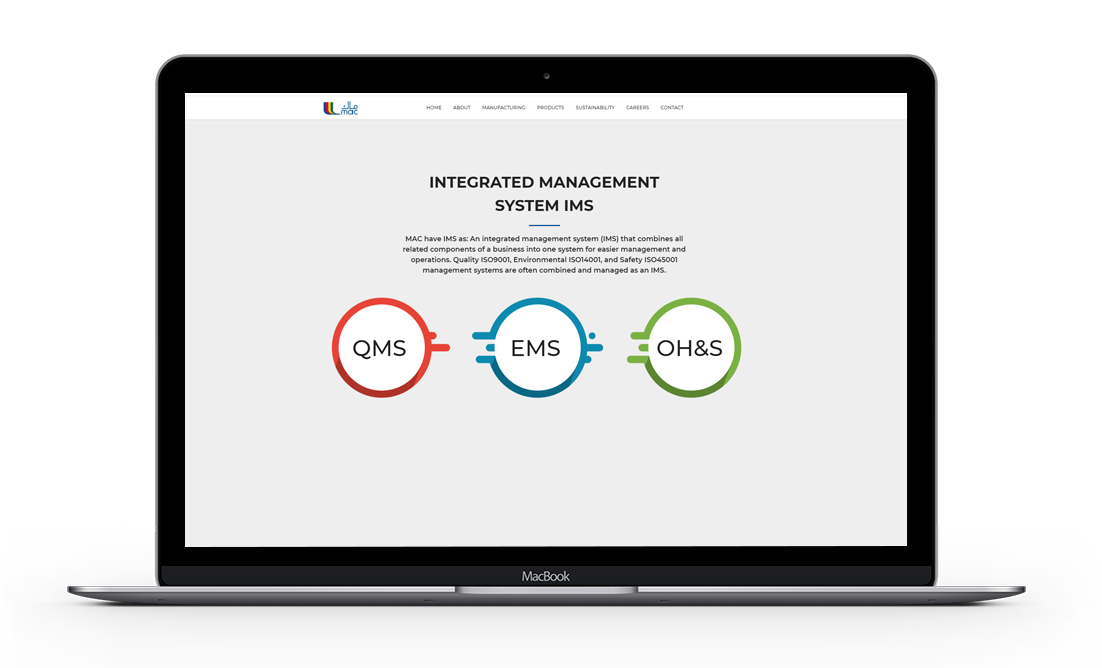 ماك
mac
HOME ABOUT MANUFACTURING PRODUCTS SUSTAINABILITY CAREERS CONTACT
INTEGRATED MANAGEMENT
SYSTEM IMS
MAC have IMS as: An integrated management system (IMS) that combines all
related components of a business into one system for easier management and
operations. Quality ISO9001, Environmental ISO14001, and Safety ISO45001
management systems are often combined and managed as an IMS.
QMS EMS OH&S
MacBook